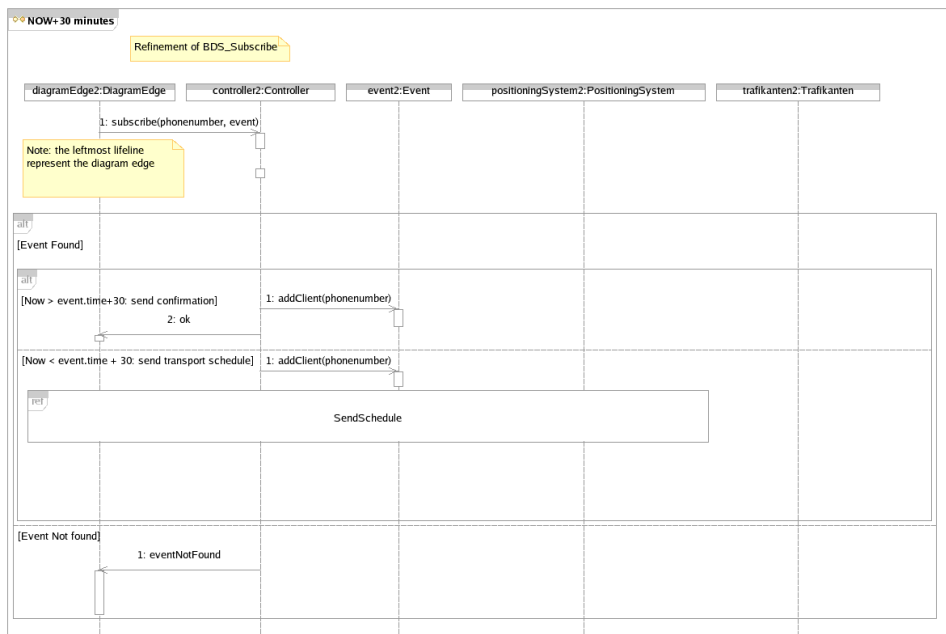 NOW+30 minutes
Refinement of BDS_Subscribe
diagramEdge2:DiagramEdge
controller2:Controller
event2:Event
positioningSystem2:PositioningSystem
trafikanten2:Trafikanten
1: subscribe(phonenumber, event)
Note: the leftmost lifeline
represent the diagram edge
alt
[Event Found]
alt
[Now > event.time+30: send confirmation]
1: addClient(phonenumber)
2: ok
[Now < event.time + 30: send transport schedule]
1: addClient(phonenumber)
ref
SendSchedule
[Event Not found]
1: eventNotFound